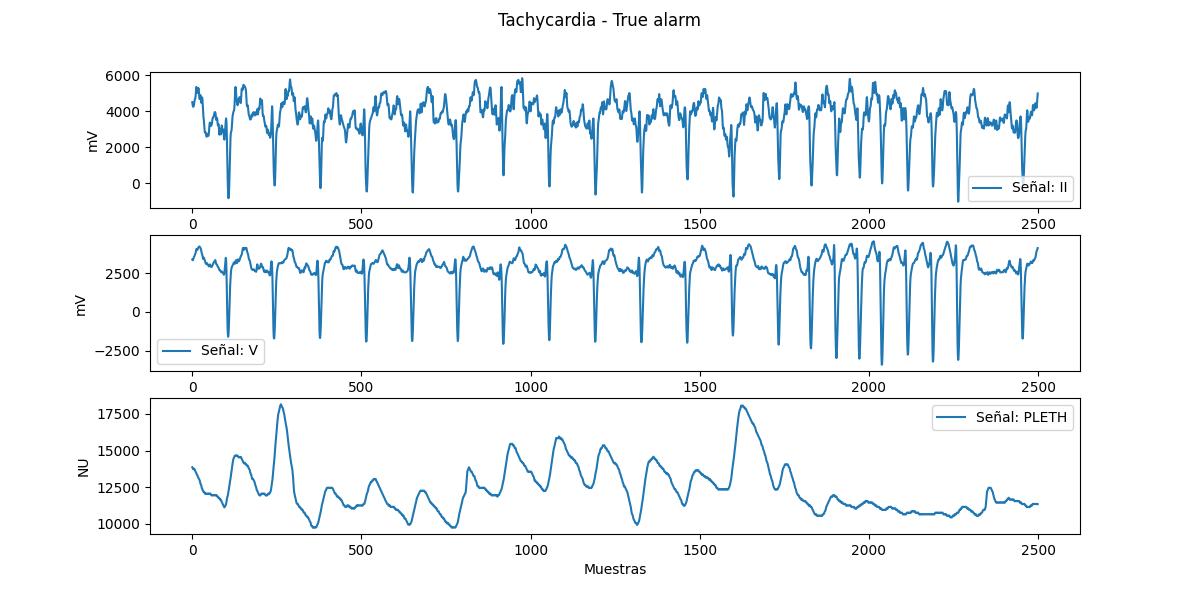 Tachycardia - True alarm
6000
4000
2000
0
mV
Señal: II
0 500 1000 1500 2000 2500
2500
0
−2500
mV
Señal: V
0 500 1000 1500 2000 2500
17500
15000
12500
10000
NU
Señal: PLETH
0 500 1000 1500 2000 2500
Muestras